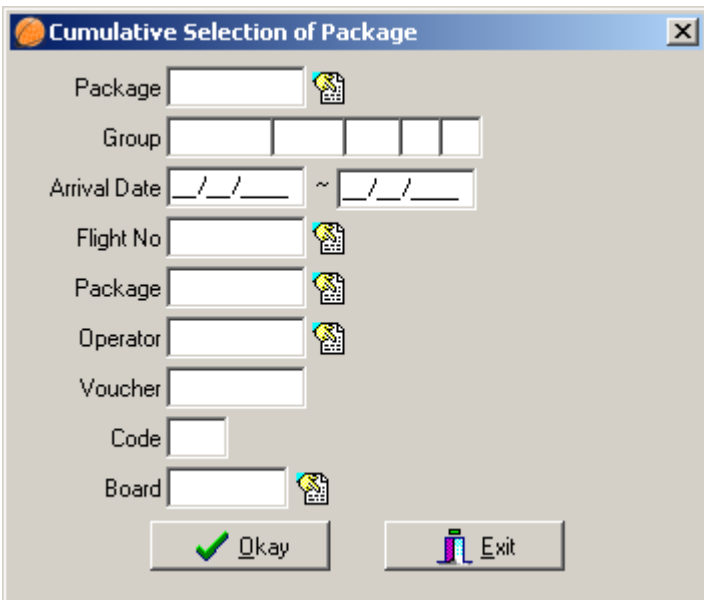 Cumulative Selection of Package
Package
Group
Arrival Date __/__/____ ~ __/__/____
Flight No
Package
Operator
Voucher
Code
Board
Okay Exit